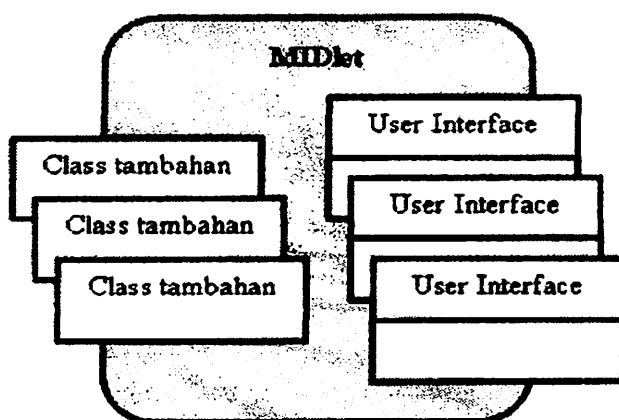 MIDlet
User Interface
Class tambahan
User Interface
Class tambahan
User Interface
Class tambahan